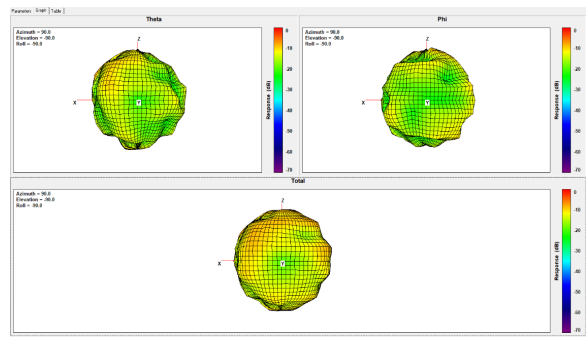 Parameters Graph Table
Theta
Azimuth = 90.0
Elevation = -90.0
Roll = -90.0
Z
X
Y
0
-10
-20
-30
-40
-50
-60
-70
Response (dB)
Phi
Azimuth = 90.0
Elevation = -90.0
Roll = -90.0
Z
X
Y
0
-10
-20
-30
-40
-50
-60
-70
Response (dB)
Total
Azimuth = 90.0
Elevation = -90.0
Roll = -90.0
Z
X
Y
0
-10
-20
-30
-40
-50
-60
-70
Response (dB)